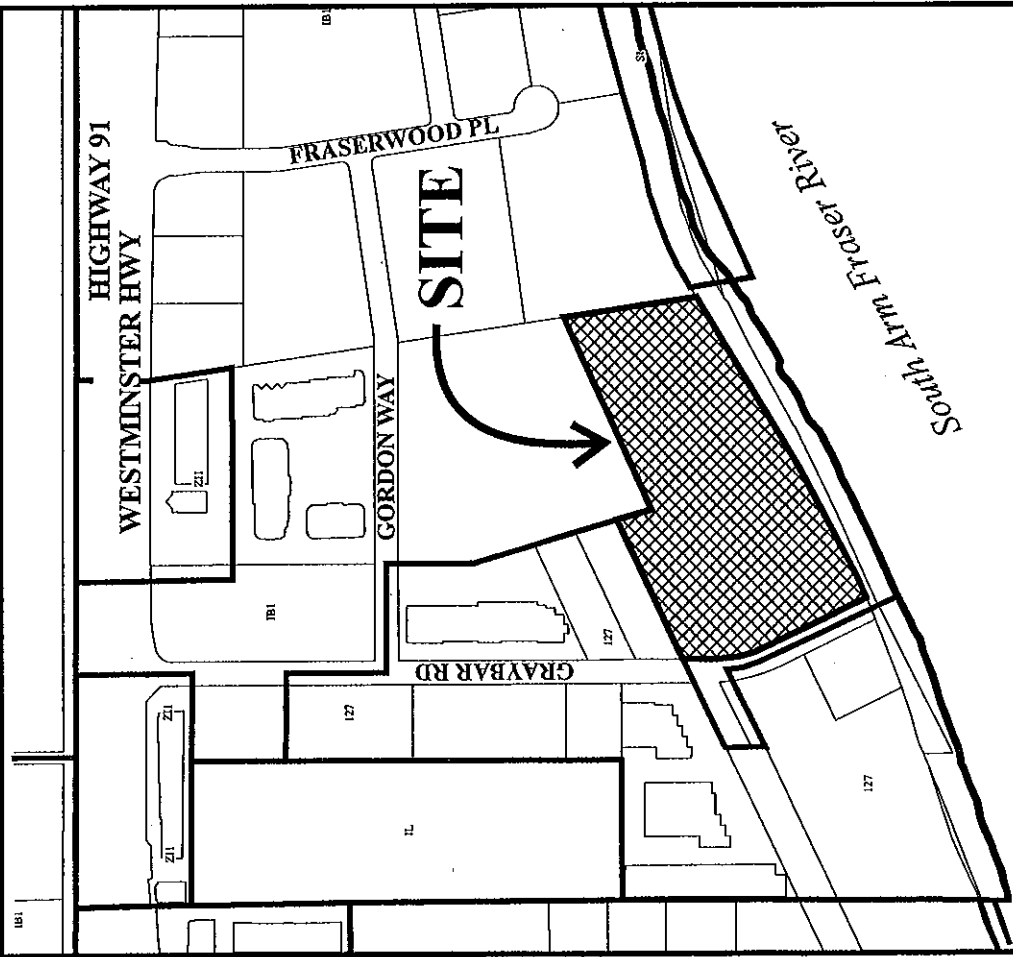 HIGHWAY 91
WESTMINSTER HWY
FRASERWOOD PL
SITE
GORDON WAY
GRAYBAR RD
South Arm Fraser River
IB1
SI
ZI1
IB1
127
ZI1
127
ZI1
IL
127
IB1